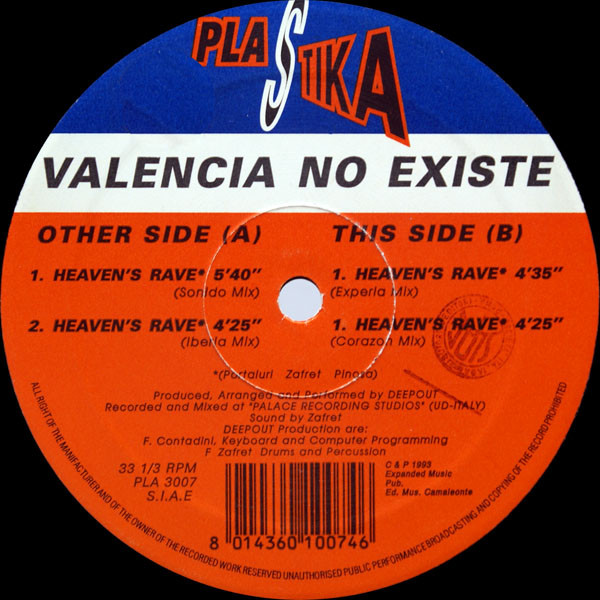 PLASTIKA
VALENCIA NO EXISTE
OTHER SIDE (A)
1. HEAVEN'S RAVE* 5'40"
(Sonido Mix)
2. HEAVEN'S RAVE* 4'25"
(Iberia Mix)
THIS SIDE (B)
1. HEAVEN'S RAVE* 4'35"
(Experia Mix)
1. HEAVEN'S RAVE* 4'25"
(Corazon Mix)
*(Portaluri Zafret Pinosa)
Produced, Arranged and Performed by DEEPOUT
Recorded and Mixed at "PALACE RECORDING STUDIOS" (UD-ITALY)
Sound by Zafret
DEEPOUT Production are:
F. Contadini, Keyboard and Computer Programming
F Zafret Drums and Percussion
33 1/3 RPM
PLA 3007
S.I.A.E
C & P 1993
Expanded Music
Pub.
Ed. Mus. Camaleonte
8 014360 100746
ALL RIGHT OF THE MANUFACTURER AND OF THE OWNER OF THE RECORDED WORK RESERVED UNAUTHORISED PUBLIC PERFORMANCE BROADCASTING AND COPYING OF THE RECORD PROHIBITED